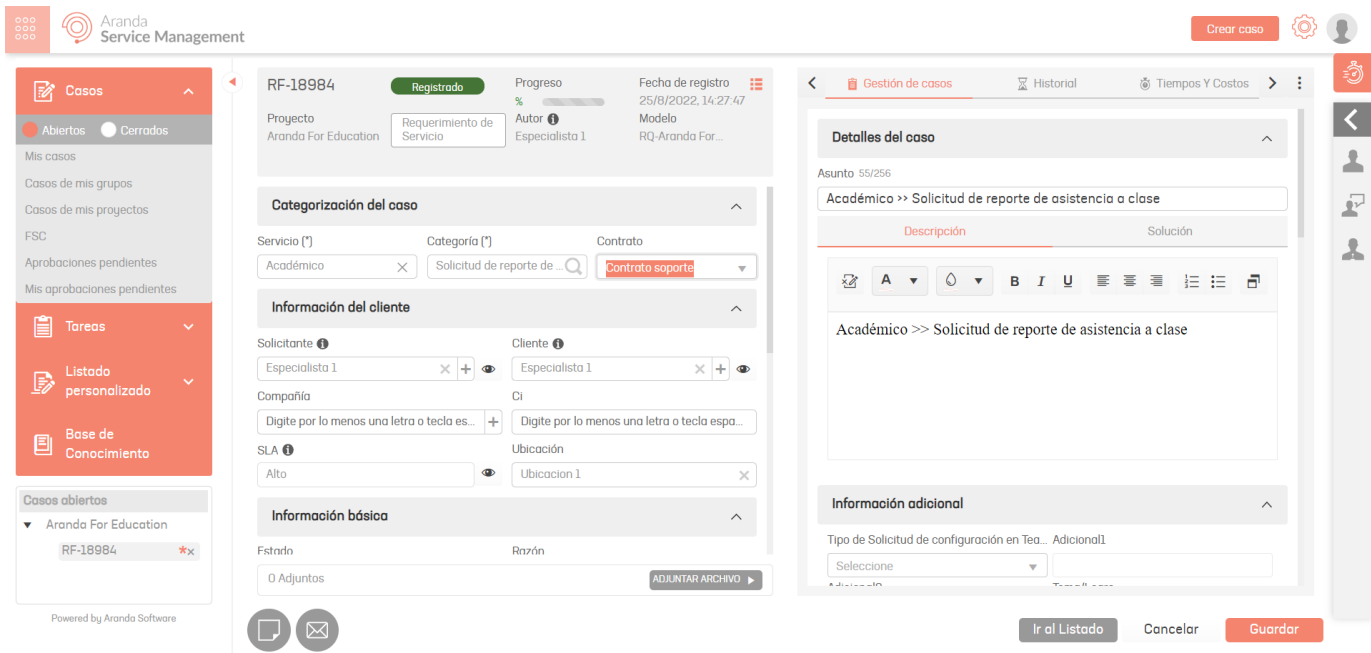 Aranda
Service Management
Crear caso
Casos
Abiertos
Cerrados
Mis casos
Casos de mis grupos
Casos de mis proyectos
FSC
Aprobaciones pendientes
Mis aprobaciones pendientes
Tareas
Listado
personalizado
Base de
Conocimiento
Casos abiertos
Aranda For Education
RF-18984 *x
Powered by Aranda Software
RF-18984
Registrado
Progreso
%
Fecha de registro
25/8/2022, 14:27:47
Proyecto
Aranda For Education
Requerimiento de
Servicio
Autor
Especialista 1
Modelo
RQ-Aranda For...
Categorización del caso
Servicio (*)
Categoría (*)
Contrato
Académico
Solicitud de reporte de ...
Contrato soporte
Información del cliente
Solicitante
Cliente
Especialista 1
Especialista 1
Compañía
Ci
Digite por lo menos una letra o tecla es...
Digite por lo menos una letra o tecla espa...
SLA
Ubicación
Alto
Ubicacion 1
Información básica
Estado
Razón
0 Adjuntos
ADJUNTAR ARCHIVO
Gestión de casos
Historial
Tiempos Y Costos
Detalles del caso
Asunto 55/256
Académico >> Solicitud de reporte de asistencia a clase
Descripción
Solución
A
B I U
Académico >> Solicitud de reporte de asistencia a clase
Información adicional
Tipo de Solicitud de configuración en Tea...
Adicional1
Seleccione
Ir al Listado
Cancelar
Guardar